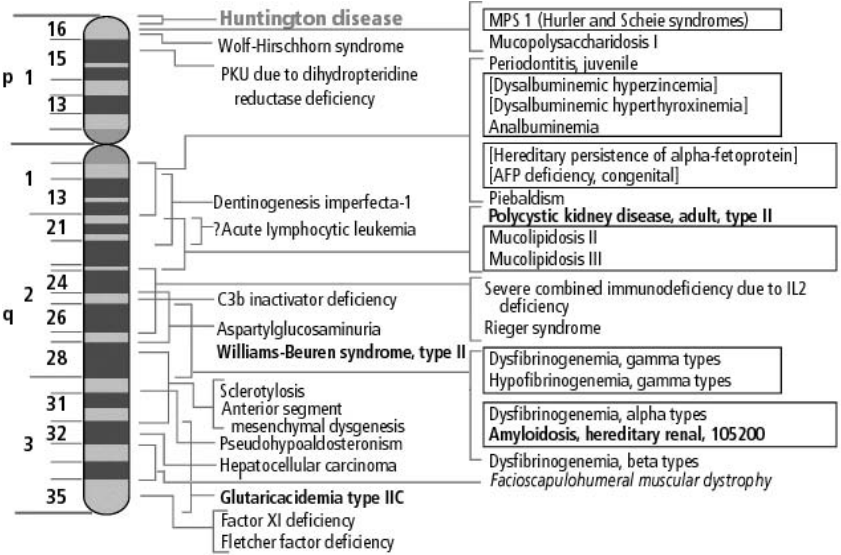 Huntington disease
16
Wolf-Hirschhorn syndrome
15
PKU due to dihydropteridine
reductase deficiency
p 1
13
MPS 1 (Hurler and Scheie syndromes)
Mucopolysaccharidosis I
Periodontitis, juvenile
[Dysalbuminemic hyperzincemia]
[Dysalbuminemic hyperthyroxinemia]
Analbuminemia
[Hereditary persistence of alpha-fetoprotein]
[AFP deficiency, congenital]
Piebaldism
1
13
Dentinogenesis imperfecta-1
21
?Acute lymphocytic leukemia
Polycystic kidney disease, adult, type II
Mucolipidosis II
Mucolipidosis III
24
2
q
26
C3b inactivator deficiency
Aspartylglucosaminuria
Williams-Beuren syndrome, type II
28
Severe combined immunodeficiency due to IL2
deficiency
Rieger syndrome
Dysfibrinogenemia, gamma types
Hypofibrinogenemia, gamma types
Sclerotylosis
Anterior segment
mesenchymal dysgenesis
31
Pseudohypoaldosteronism
32
3
Hepatocellular carcinoma
Dysfibrinogenemia, alpha types
Amyloidosis, hereditary renal, 105200
Dysfibrinogenemia, beta types
Facioscapulohumeral muscular dystrophy
35
Glutaricacidemia type IIC
Factor XI deficiency
Fletcher factor deficiency